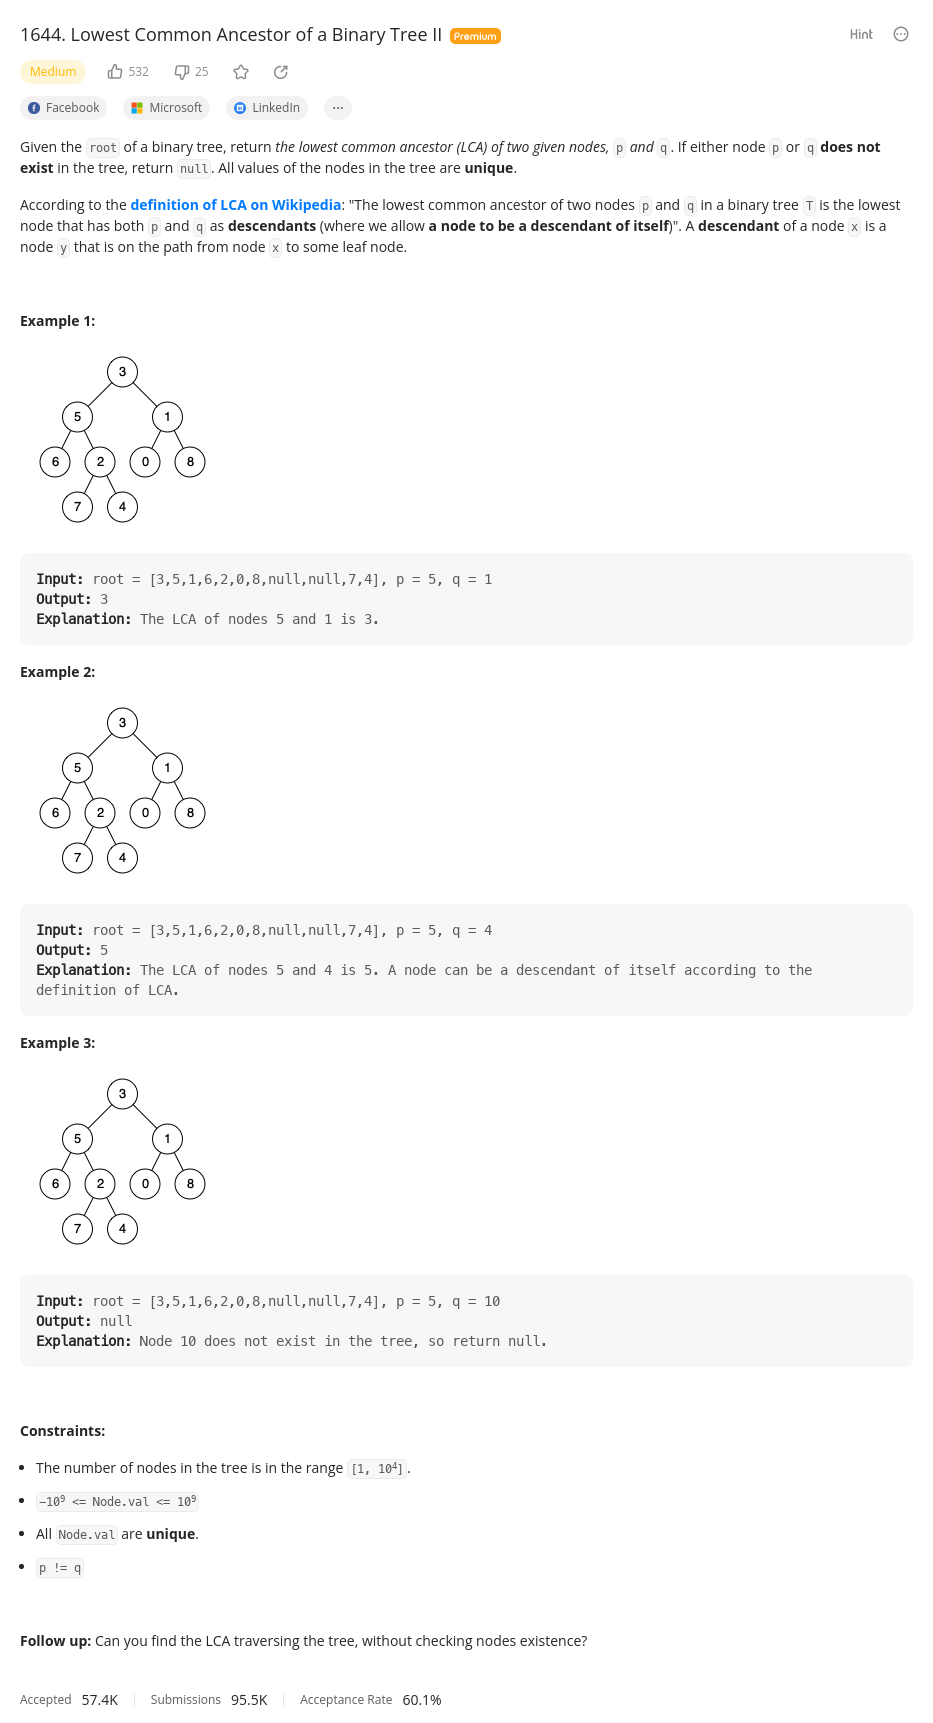 1644. Lowest Common Ancestor of a Binary Tree II Premium Hint
Medium 532 25
Facebook Microsoft LinkedIn ...
Given the root of a binary tree, return the lowest common ancestor (LCA) of two given nodes, p and q. If either node p or q does not
exist in the tree, return null. All values of the nodes in the tree are unique.
According to the definition of LCA on Wikipedia: "The lowest common ancestor of two nodes p and q in a binary tree T is the lowest
node that has both p and q as descendants (where we allow a node to be a descendant of itself)". A descendant of a node x is a
node y that is on the path from node x to some leaf node.
Example 1:
3
5 1
6 2 0 8
7 4
Input: root = [3,5,1,6,2,0,8,null,null,7,4], p = 5, q = 1
Output: 3
Explanation: The LCA of nodes 5 and 1 is 3.
Example 2:
3
5 1
6 2 0 8
7 4
Input: root = [3,5,1,6,2,0,8,null,null,7,4], p = 5, q = 4
Output: 5
Explanation: The LCA of nodes 5 and 4 is 5. A node can be a descendant of itself according to the
definition of LCA.
Example 3:
3
5 1
6 2 0 8
7 4
Input: root = [3,5,1,6,2,0,8,null,null,7,4], p = 5, q = 10
Output: null
Explanation: Node 10 does not exist in the tree, so return null.
Constraints:
• The number of nodes in the tree is in the range [1, 10⁴].
• −10⁹ <= Node.val <= 10⁹
• All Node.val are unique.
• p != q
Follow up: Can you find the LCA traversing the tree, without checking nodes existence?
Accepted 57.4K Submissions 95.5K Acceptance Rate 60.1%